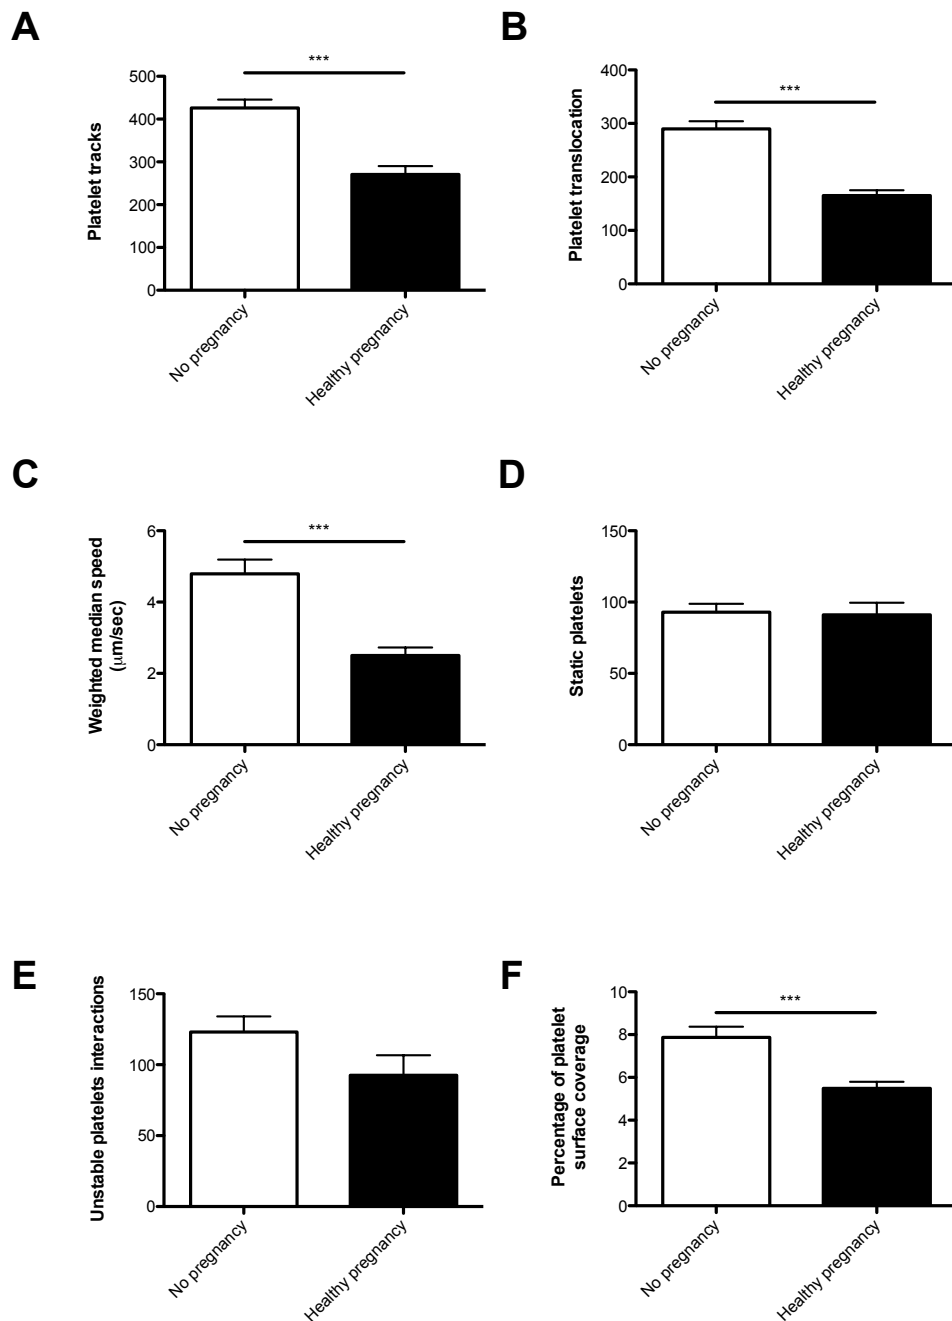 A
B
***
500
400
300
200
100
0
Platelet tracks
No pregnancy
Healthy pregnancy
***
400
300
200
100
0
Platelet translocation
No pregnancy
Healthy pregnancy
C
D
***
6
4
2
0
Weighted median speed
(μm/sec)
No pregnancy
Healthy pregnancy
150
100
50
0
Static platelets
No pregnancy
Healthy pregnancy
E
F
150
100
50
0
Unstable platelets interactions
No pregnancy
Healthy pregnancy
***
10
8
6
4
2
0
Percentage of platelet
surface coverage
No pregnancy
Healthy pregnancy